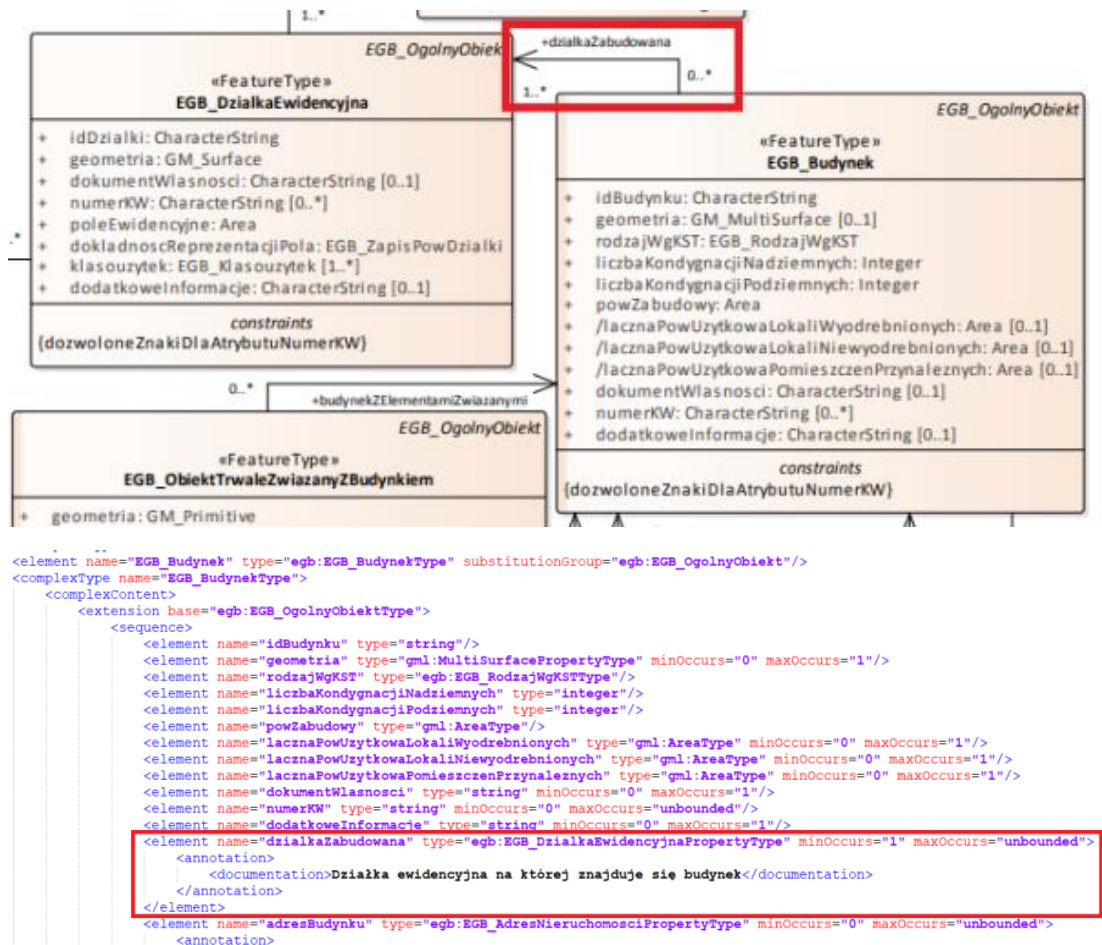 1..*
EGB_OgolnyObiekt
«FeatureType»
EGB_DzialkaEwidencyjna
+ idDzialki: CharacterString
+ geometria: GM_Surface
+ dokumentWlasnosci: CharacterString [0..1]
+ numerKW: CharacterString [0..*]
+ poleEwidencyjne: Area
+ dokladnoscReprezentacjiPola: EGB_ZapisPowDzialki
+ klasouzytek: EGB_Klasouzytek [1..*]
+ dodatkoweInformacje: CharacterString [0..1]
constraints
{dozwoloneZnakiDlaAtrybutuNumerKW}
.*
+dzialkaZabudowana
0..*
1..*
EGB_OgolnyObiekt
«FeatureType»
EGB_Budynek
+ idBudynku: CharacterString
+ geometria: GM_MultiSurface [0..1]
+ rodzajWgKST: EGB_RodzajWgKST
+ liczbaKondygnacjiNadziemnych: Integer
+ liczbaKondygnacjiPodziemnych: Integer
+ powZabudowy: Area
+ /lacznaPowUzytkowaLokaliWyodrebnionych: Area [0..1]
+ /lacznaPowUzytkowaLokaliNiewyodrebnionych: Area [0..1]
+ /lacznaPowUzytkowaPomieszczenPrzynaleznych: Area [0..1]
+ dokumentWlasnosci: CharacterString [0..1]
+ numerKW: CharacterString [0..*]
+ dodatkoweInformacje: CharacterString [0..1]
constraints
{dozwoloneZnakiDlaAtrybutuNumerKW}
0..*
+budynekZElementamiZwiazanymi
EGB_OgolnyObiekt
«FeatureType»
EGB_ObiektTrwaleZwiazanyZBudynkiem
+ geometria: GM_Primitive
<element name="EGB_Budynek" type="egb:EGB_BudynekType" substitutionGroup="egb:EGB_OgolnyObiekt"/>
<complexType name="EGB_BudynekType">
<complexContent>
<extension base="egb:EGB_OgolnyObiektType">
<sequence>
<element name="idBudynku" type="string"/>
<element name="geometria" type="gml:MultiSurfacePropertyType" minOccurs="0" maxOccurs="1"/>
<element name="rodzajWgKST" type="egb:EGB_RodzajWgKSTType"/>
<element name="liczbaKondygnacjiNadziemnych" type="integer"/>
<element name="liczbaKondygnacjiPodziemnych" type="integer"/>
<element name="powZabudowy" type="gml:AreaType"/>
<element name="lacznaPowUzytkowaLokaliWyodrebnionych" type="gml:AreaType" minOccurs="0" maxOccurs="1"/>
<element name="lacznaPowUzytkowaLokaliNiewyodrebnionych" type="gml:AreaType" minOccurs="0" maxOccurs="1"/>
<element name="lacznaPowUzytkowaPomieszczenPrzynaleznych" type="gml:AreaType" minOccurs="0" maxOccurs="1"/>
<element name="dokumentWlasnosci" type="string" minOccurs="0" maxOccurs="1"/>
<element name="numerKW" type="string" minOccurs="0" maxOccurs="unbounded"/>
<element name="dodatkoweInformacje" type="string" minOccurs="0" maxOccurs="1"/>
<element name="dzialkaZabudowana" type="egb:EGB_DzialkaEwidencyjnaPropertyType" minOccurs="1" maxOccurs="unbounded">
<annotation>
<documentation>Działka ewidencyjna na której znajduje się budynek</documentation>
</annotation>
</element>
<element name="adresBudynku" type="egb:EGB_AdresNieruchomosciPropertyType" minOccurs="0" maxOccurs="unbounded">
<annotation>